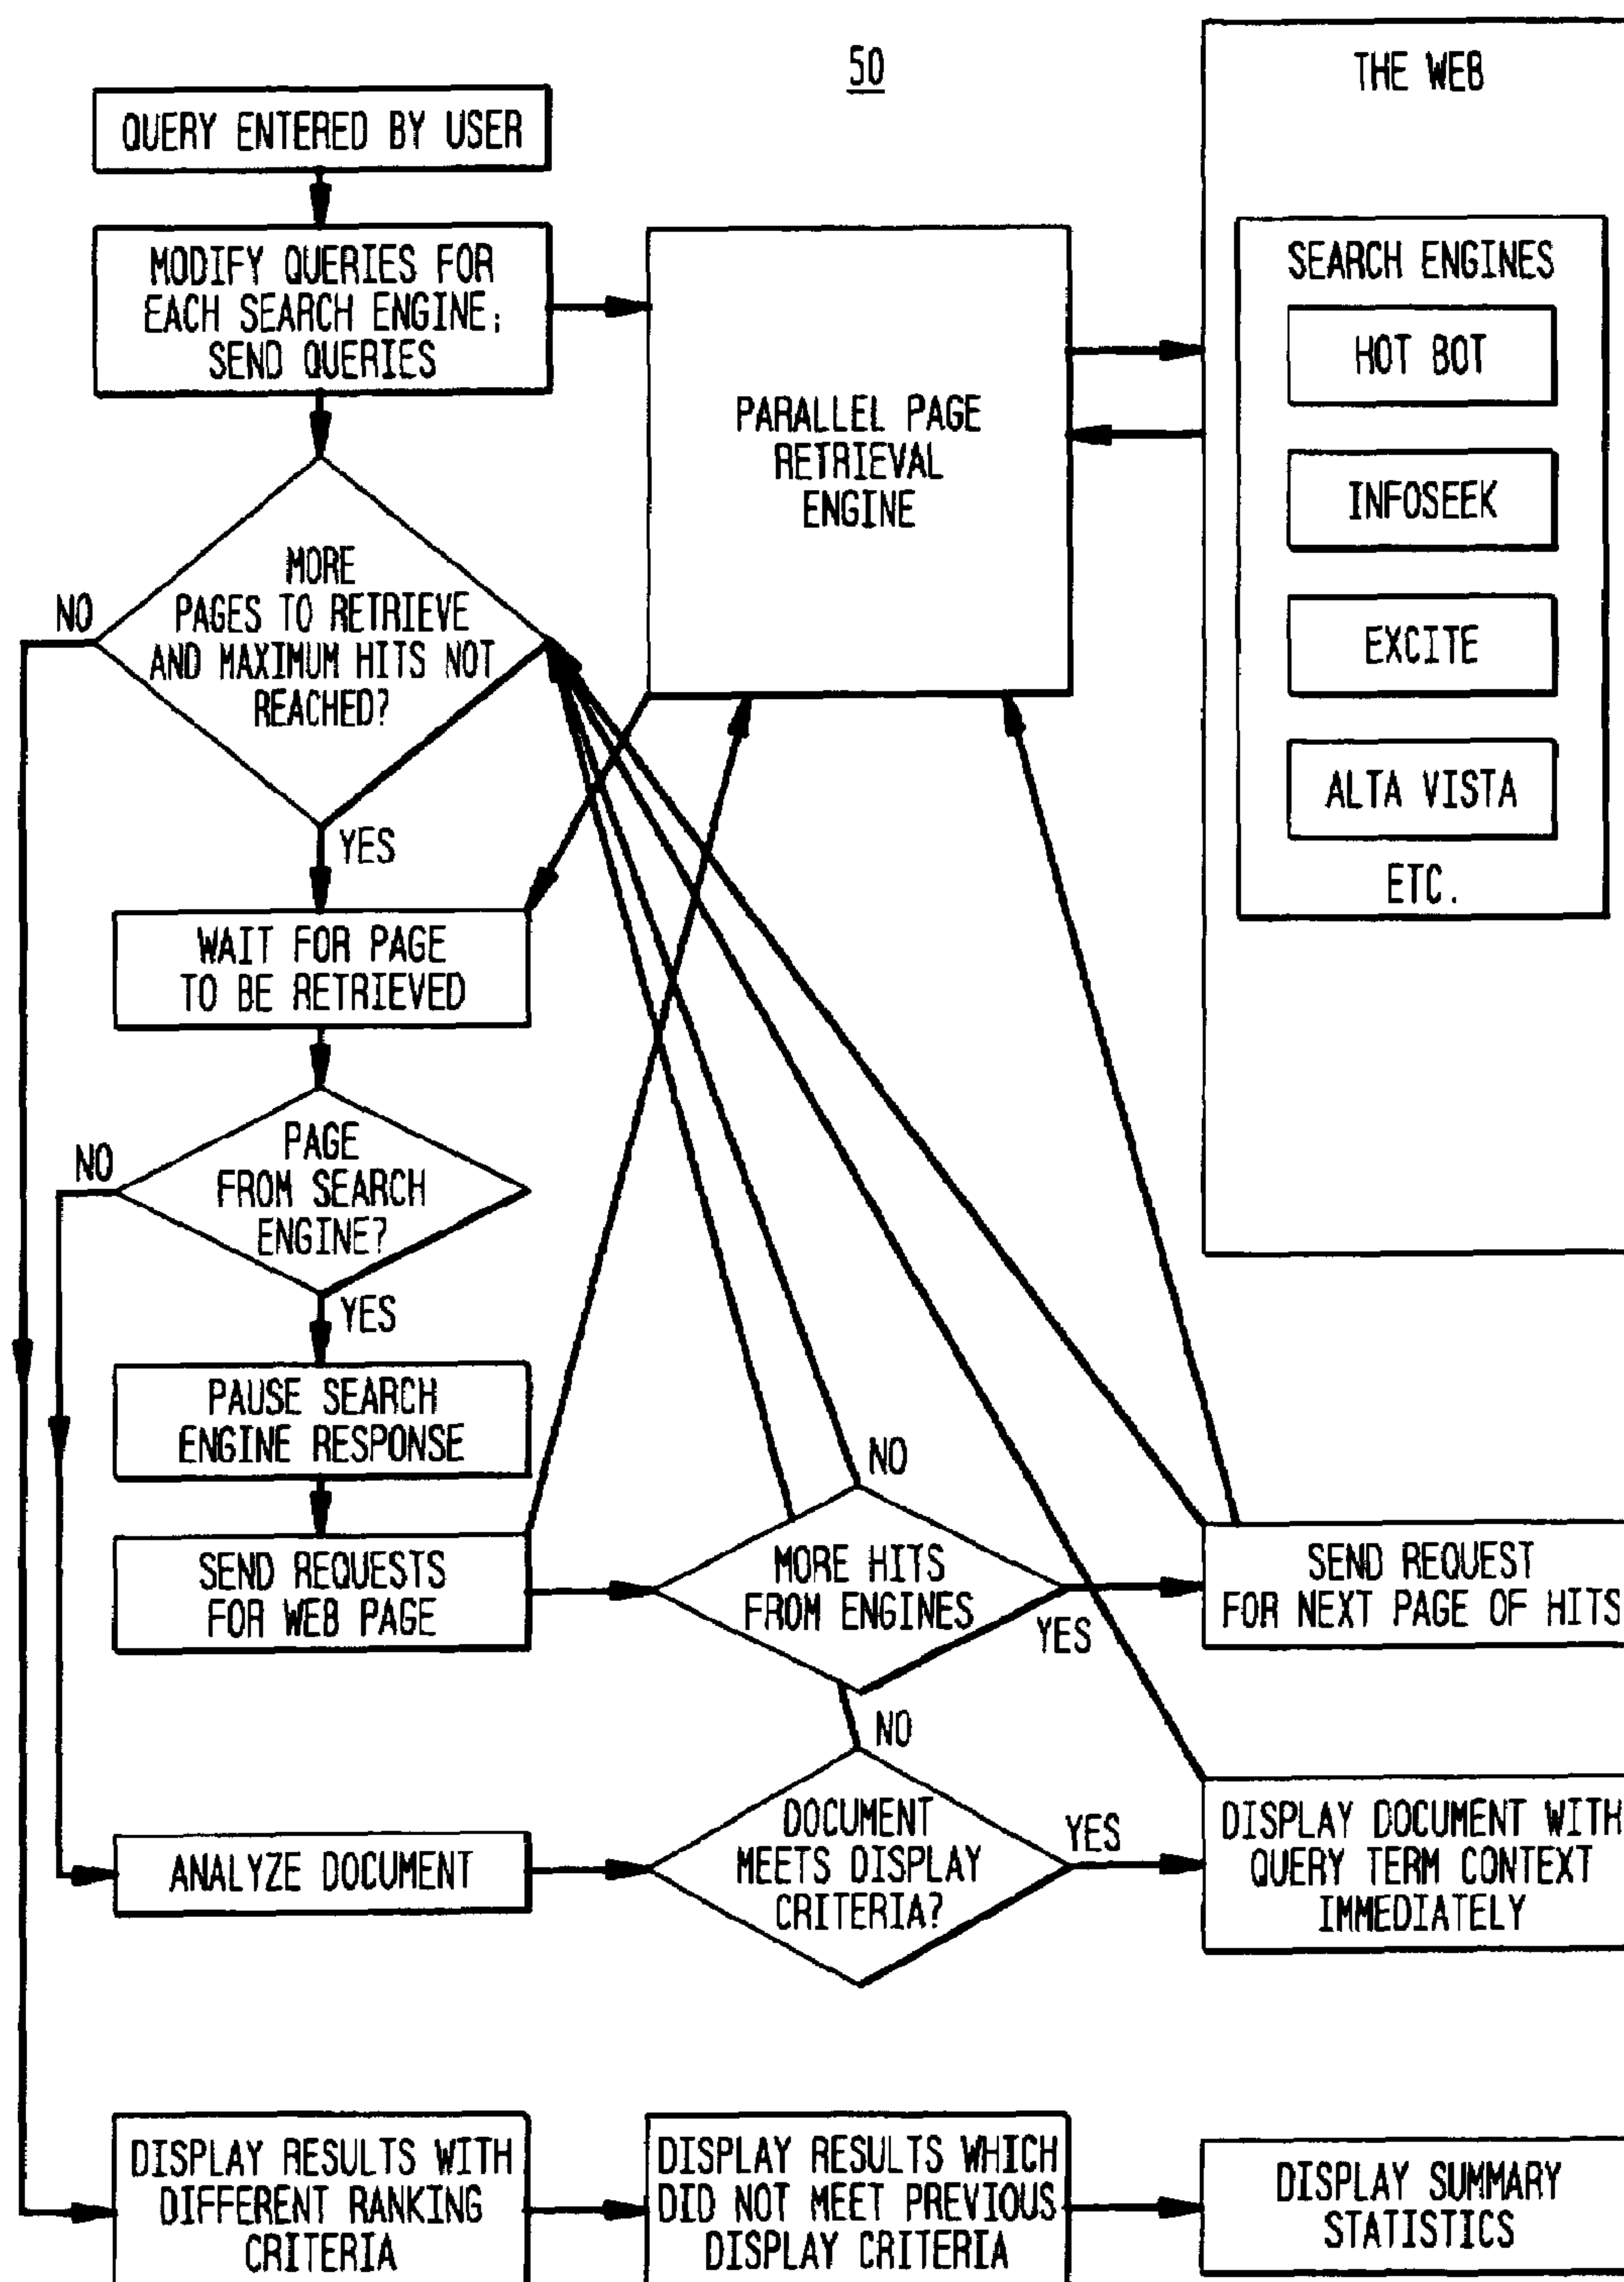 50
THE WEB
QUERY ENTERED BY USER
MODIFY QUERIES FOR
EACH SEARCH ENGINE;
SEND QUERIES
PARALLEL PAGE
RETRIEVAL
ENGINE
SEARCH ENGINES
HOT BOT
INFOSEEK
EXCITE
ALTA VISTA
ETC.
MORE
PAGES TO RETRIEVE
AND MAXIMUM HITS NOT
REACHED?
NO
YES
WAIT FOR PAGE
TO BE RETRIEVED
PAGE
FROM SEARCH
ENGINE?
NO
YES
PAUSE SEARCH
ENGINE RESPONSE
SEND REQUESTS
FOR WEB PAGE
NO
MORE HITS
FROM ENGINES
YES
SEND REQUEST
FOR NEXT PAGE OF HITS
ANALYZE DOCUMENT
NO
DOCUMENT
MEETS DISPLAY
CRITERIA?
YES
DISPLAY DOCUMENT WITH
QUERY TERM CONTEXT
IMMEDIATELY
DISPLAY RESULTS WITH
DIFFERENT RANKING
CRITERIA
DISPLAY RESULTS WHICH
DID NOT MEET PREVIOUS
DISPLAY CRITERIA
DISPLAY SUMMARY
STATISTICS